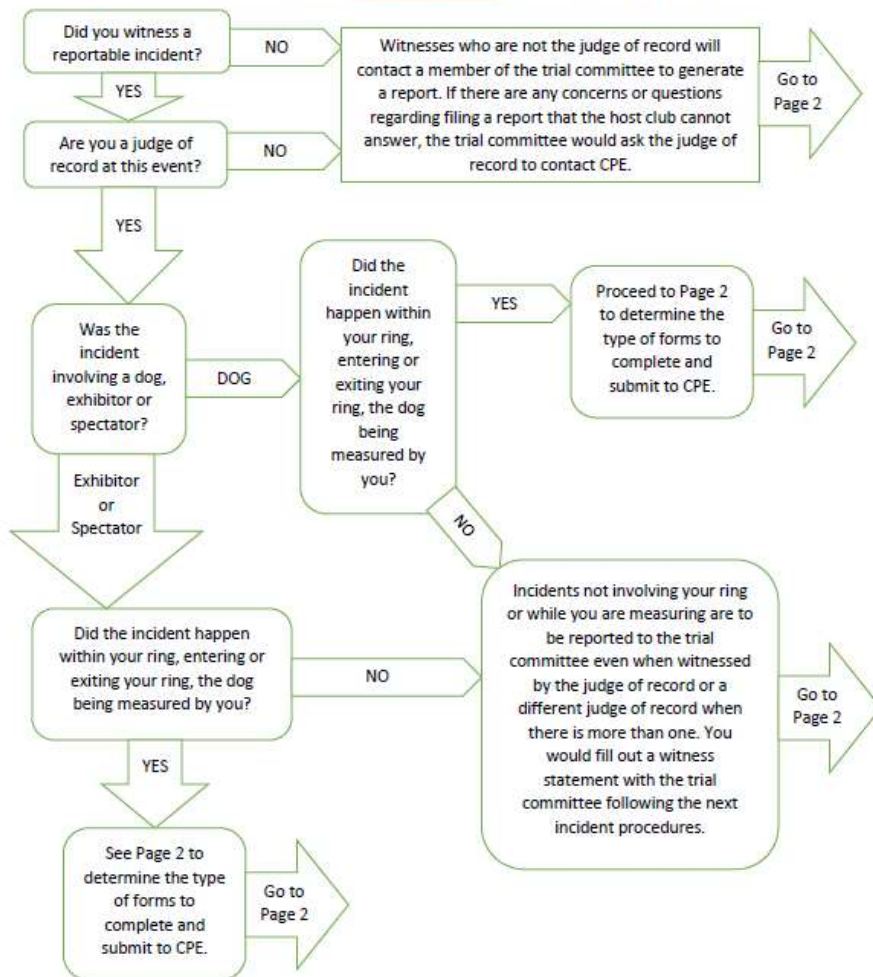 Did you witness a
reportable incident?
NO
Witnesses who are not the judge of record will
contact a member of the trial committee to generate
a report. If there are any concerns or questions
regarding filing a report that the host club cannot
answer, the trial committee would ask the judge of
record to contact CPE.
Go to
Page 2
YES
Are you a judge of
record at this event?
NO
YES
Was the
incident
involving a dog,
exhibitor or
spectator?
DOG
Did the
incident
happen within
your ring,
entering or
exiting your
ring, the dog
being
measured by
you?
YES
Proceed to Page 2
to determine the
type of forms to
complete and
submit to CPE.
Go to
Page 2
NO
Exhibitor
or
Spectator
Did the incident happen
within your ring, entering or
exiting your ring, the dog
being measured by you?
NO
Incidents not involving your ring
or while you are measuring are to
be reported to the trial
committee even when witnessed
by the judge of record or a
different judge of record when
there is more than one. You
would fill out a witness
statement with the trial
committee following the next
incident procedures.
Go to
Page 2
YES
See Page 2 to
determine the type
of forms to
complete and
submit to CPE.
Go to
Page 2